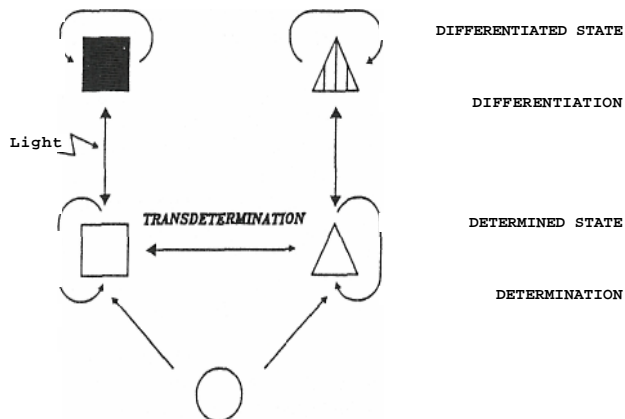 DIFFERENTIATED STATE
DIFFERENTIATION
Light
TRANSDETERMINATION
DETERMINED STATE
DETERMINATION